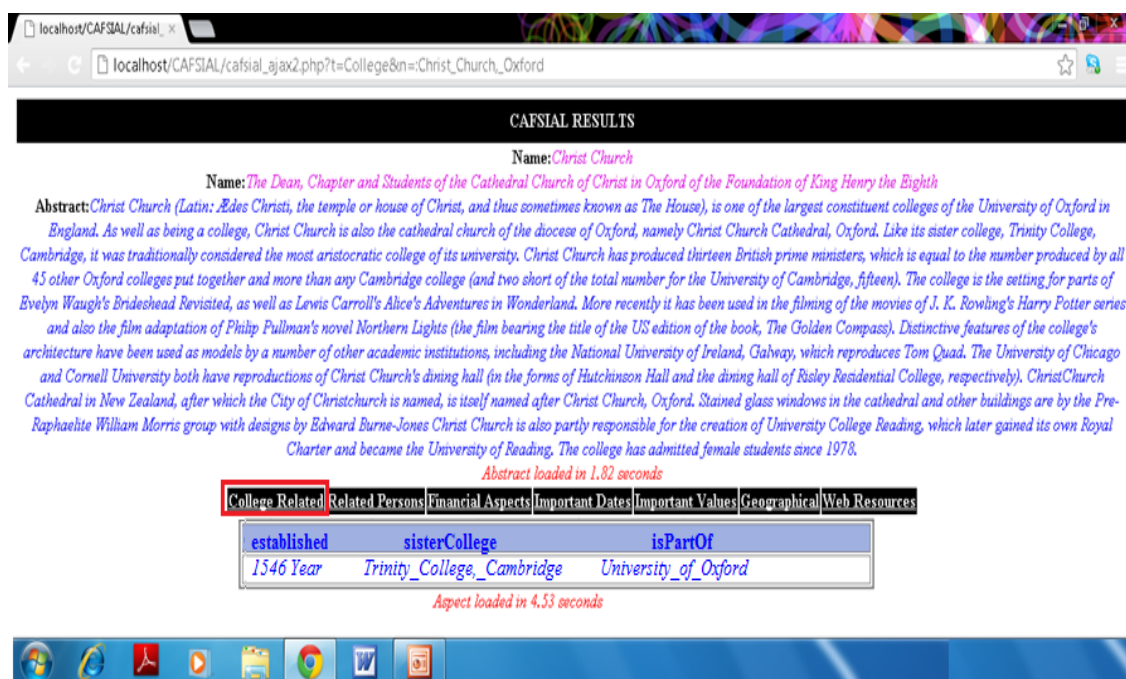 localhost/CAFSIAL/cafsial_ ×
localhost/CAFSIAL/cafsial_ajax2.php?t=College&n=:Christ_Church,_Oxford
CAFSIAL RESULTS
Name:Christ Church
Name:The Dean, Chapter and Students of the Cathedral Church of Christ in Oxford of the Foundation of King Henry the Eighth
Abstract:Christ Church (Latin: Ædes Christi, the temple or house of Christ, and thus sometimes known as The House), is one of the largest constituent colleges of the University of Oxford in
England. As well as being a college, Christ Church is also the cathedral church of the diocese of Oxford, namely Christ Church Cathedral, Oxford. Like its sister college, Trinity College,
Cambridge, it was traditionally considered the most aristocratic college of its university. Christ Church has produced thirteen British prime ministers, which is equal to the number produced by all
45 other Oxford colleges put together and more than any Cambridge college (and two short of the total number for the University of Cambridge, fifteen). The college is the setting for parts of
Evelyn Waugh's Brideshead Revisited, as well as Lewis Carroll's Alice's Adventures in Wonderland. More recently it has been used in the filming of the movies of J. K. Rowling's Harry Potter series
and also the film adaptation of Philip Pullman's novel Northern Lights (the film bearing the title of the US edition of the book, The Golden Compass). Distinctive features of the college's
architecture have been used as models by a number of other academic institutions, including the National University of Ireland, Galway, which reproduces Tom Quad. The University of Chicago
and Cornell University both have reproductions of Christ Church's dining hall (in the forms of Hutchinson Hall and the dining hall of Risley Residential College, respectively). ChristChurch
Cathedral in New Zealand, after which the City of Christchurch is named, is itself named after Christ Church, Oxford. Stained glass windows in the cathedral and other buildings are by the Pre-
Raphaelite William Morris group with designs by Edward Burne-Jones Christ Church is also partly responsible for the creation of University College Reading, which later gained its own Royal
Charter and became the University of Reading. The college has admitted female students since 1978.
Abstract loaded in 1.82 seconds
College Related Related Persons Financial Aspects Important Dates Important Values Geographical Web Resources
established sisterCollege isPartOf
1546 Year Trinity_College,_Cambridge University_of_Oxford
Aspect loaded in 4.53 seconds